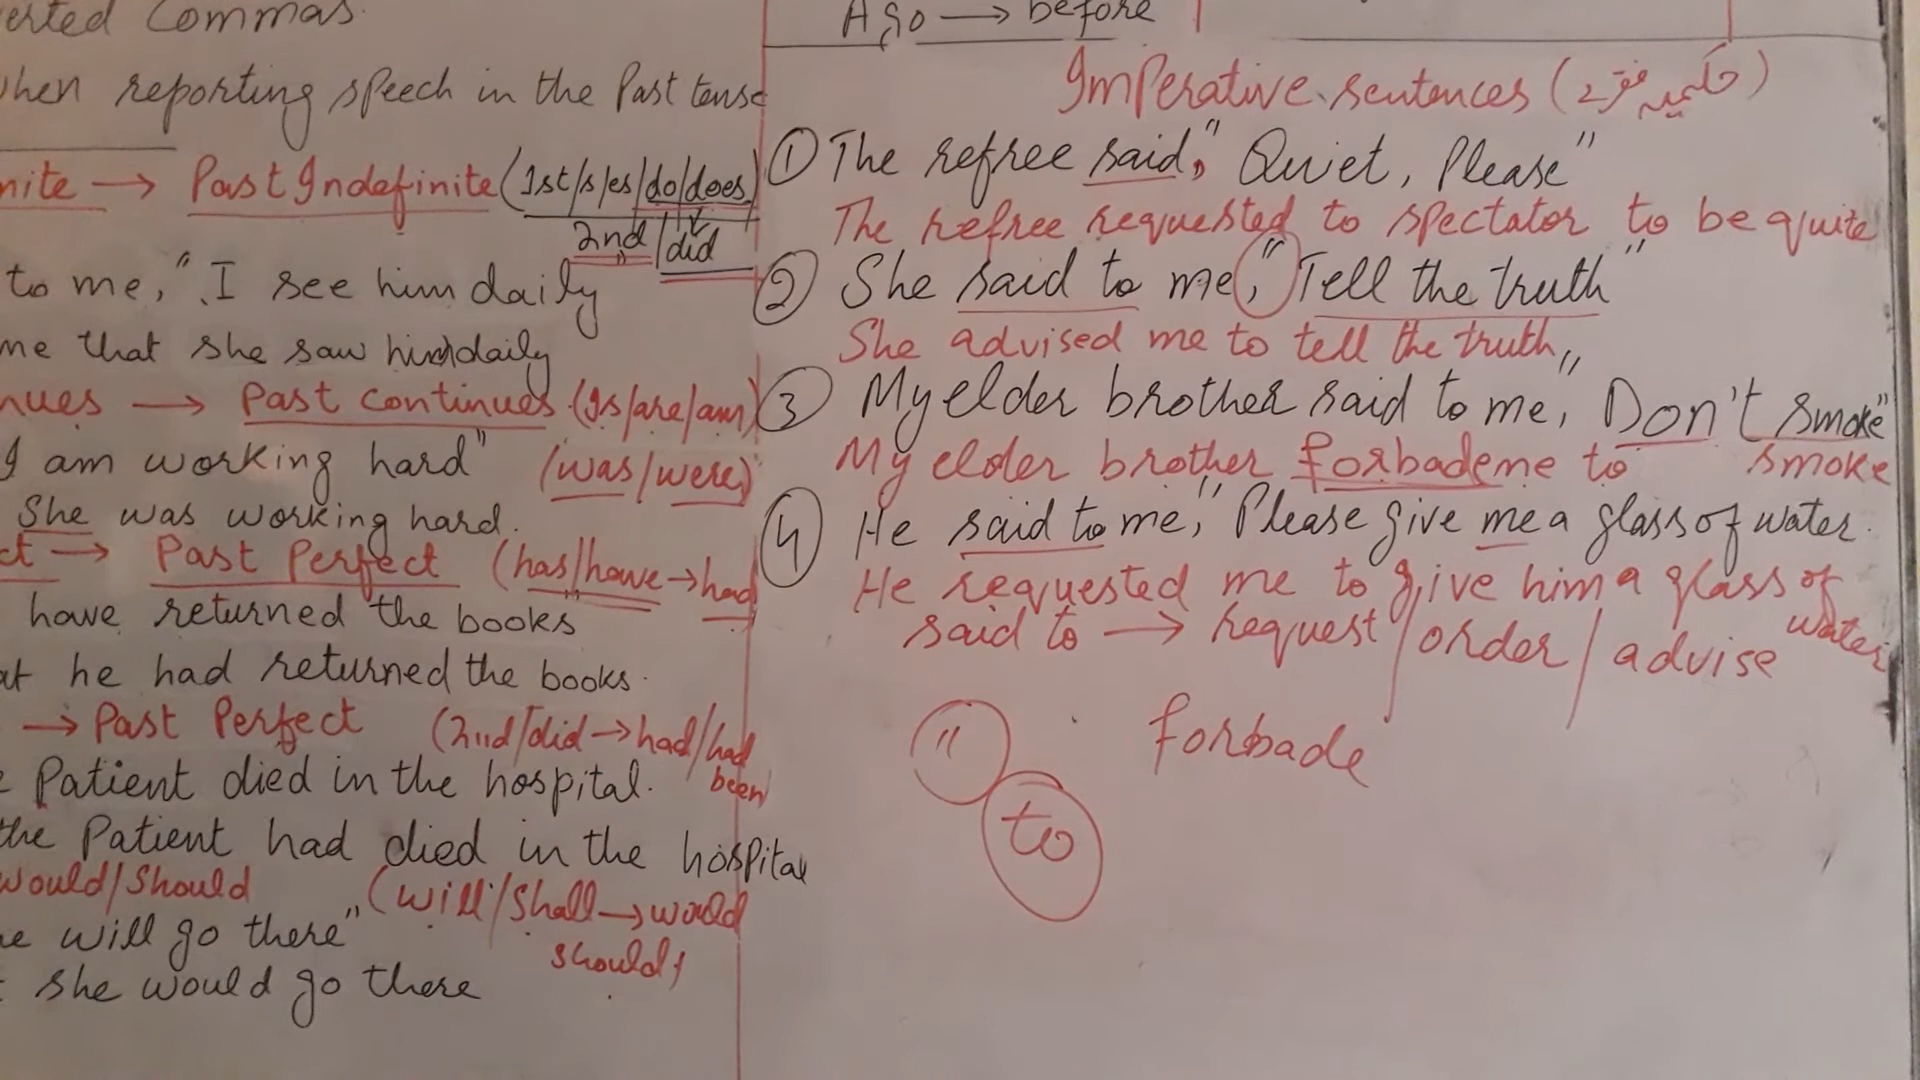 erted Commas
when reporting speech in the Past tense
nite → Past Indefinite (1st/s/es/do/does)
2nd/did
to me, " I see him daily
me that she saw him daily
nues → Past continues (Is/are/am)
I am working hard" (was/were)
She was working hard.
ct → Past Perfect (has/have → had
have returned the books
at he had returned the books.
→ Past Perfect (2nd/did → had/had
been)
Patient died in the hospital.
the Patient had died in the hospital
would/Should (will/Shall → would
should)
will go there"
she would go there
Ago → before
Imperative sentences (
① The refree said, " Quiet, Please"
The refree requested to spectator to be quite
② She said to me, "Tell the truth"
She advised me to tell the truth
③ My elder brother said to me, " Don't smoke"
My elder brother forbade me to smoke
④ He said to me, "Please give me a glass of water.
He requested me to give him a glass of
water
said to → request/order/advise
forbade
"
to